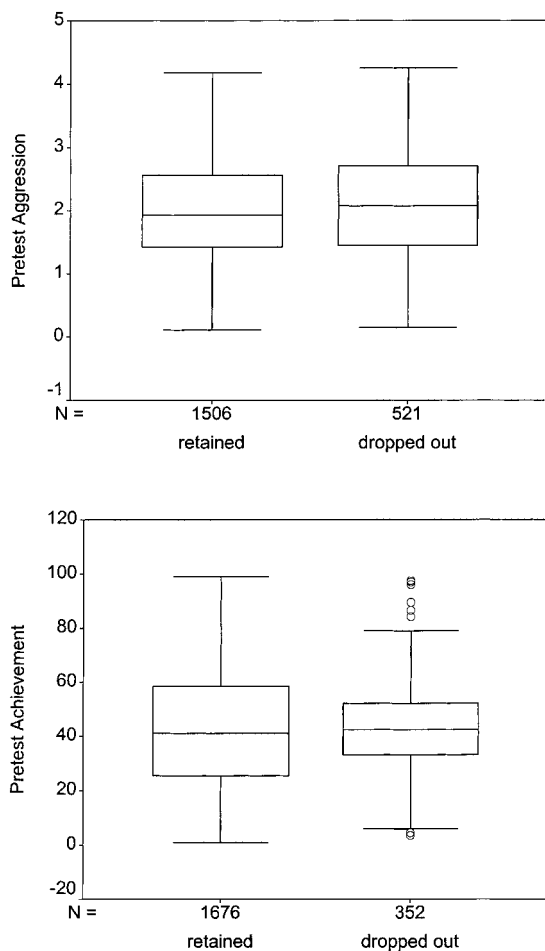 5
4
3
2
1
0
-1
Pretest Aggression
N = 1506 521
retained dropped out
120
100
80
60
40
20
0
-20
Pretest Achievement
N = 1676 352
retained dropped out